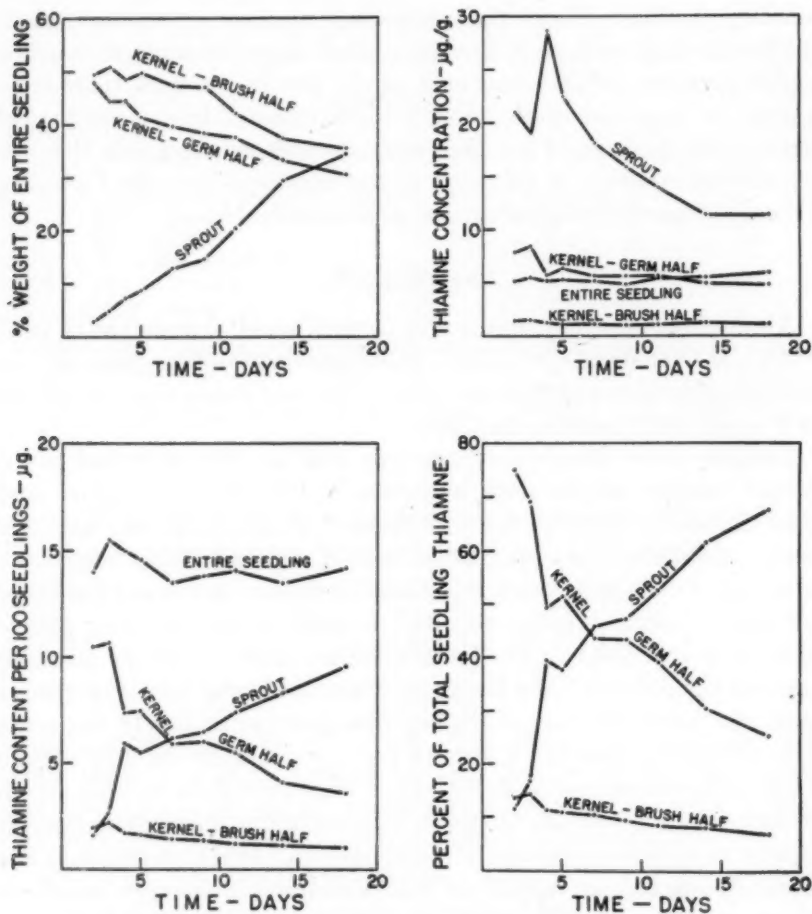 % WEIGHT OF ENTIRE SEEDLING
60
40
20
KERNEL – BRUSH HALF
KERNEL–GERM HALF
SPROUT
5
10
15
20
TIME – DAYS
THIAMINE CONCENTRATION–µg./g.
30
20
10
SPROUT
KERNEL–GERM HALF
ENTIRE SEEDLING
KERNEL–BRUSH HALF
5
10
15
20
TIME – DAYS
THIAMINE CONTENT PER 100 SEEDLINGS – µg.
20
15
10
5
ENTIRE SEEDLING
KERNEL
SPROUT
GERM HALF
KERNEL – BRUSH HALF
5
10
15
20
TIME – DAYS
PERCENT OF TOTAL SEEDLING THIAMINE
80
60
40
20
KERNEL
SPROUT
GERM HALF
KERNEL – BRUSH HALF
5
10
15
20
TIME – DAYS